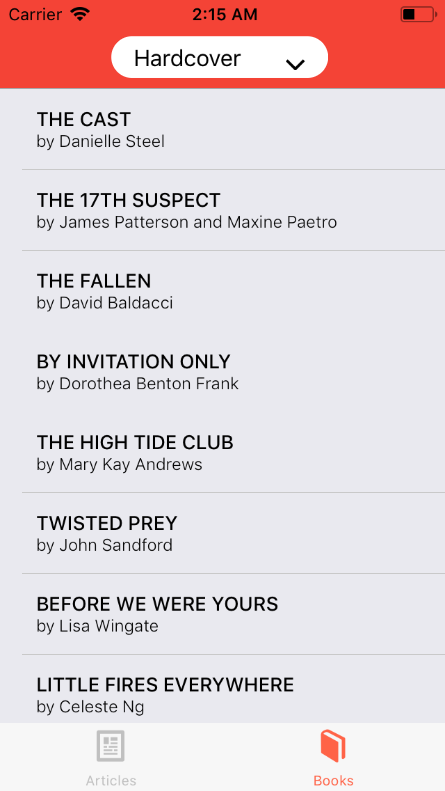 Carrier 2:15 AM
Hardcover
THE CAST
by Danielle Steel
THE 17TH SUSPECT
by James Patterson and Maxine Paetro
THE FALLEN
by David Baldacci
BY INVITATION ONLY
by Dorothea Benton Frank
THE HIGH TIDE CLUB
by Mary Kay Andrews
TWISTED PREY
by John Sandford
BEFORE WE WERE YOURS
by Lisa Wingate
LITTLE FIRES EVERYWHERE
by Celeste Ng
Articles Books